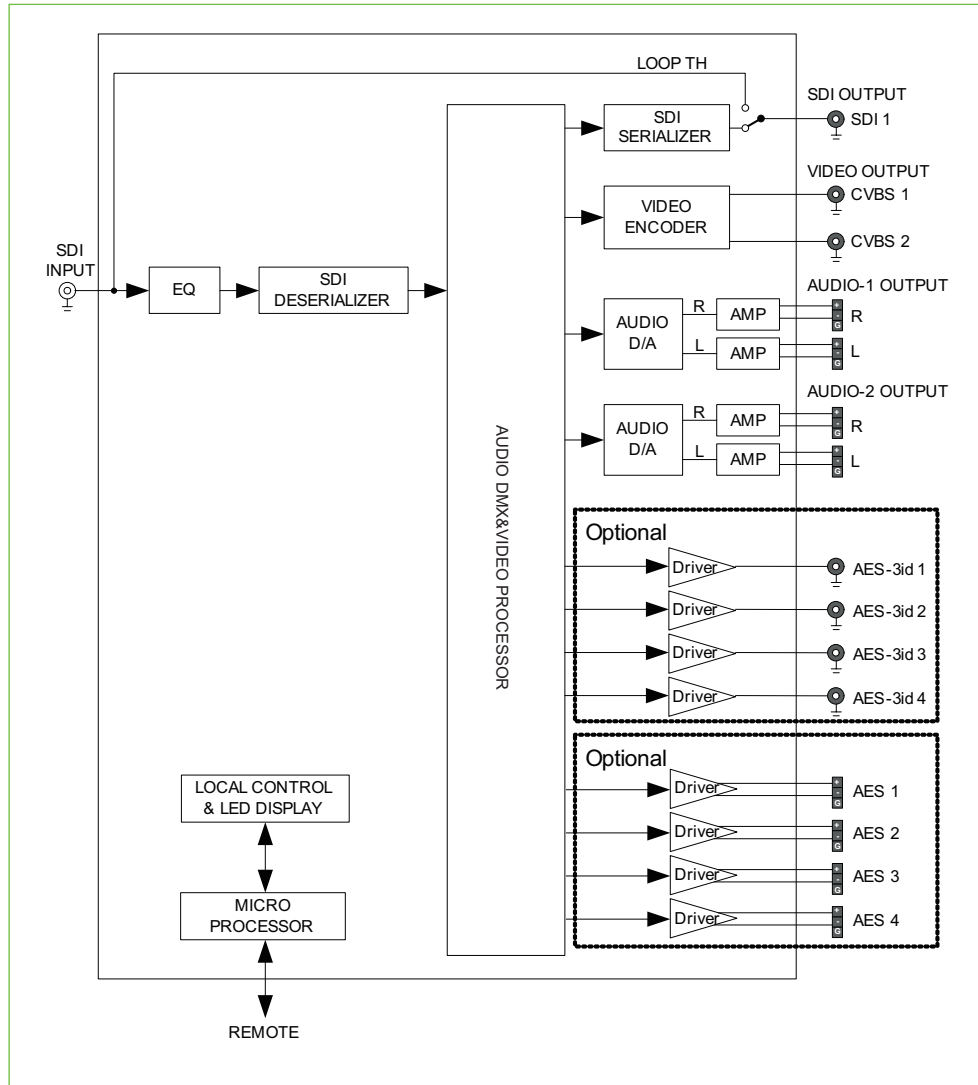 LOOP TH
SDI OUTPUT
SDI
SERIALIZER
SDI 1
VIDEO OUTPUT
VIDEO
ENCODER
CVBS 1
CVBS 2
SDI
INPUT
EQ
SDI
DESERIALIZER
AUDIO DMX&VIDEO PROCESSOR
AUDIO-1 OUTPUT
AUDIO
D/A
R
AMP
+
-
G
R
L
AMP
+
-
G
L
AUDIO-2 OUTPUT
AUDIO
D/A
R
AMP
+
-
G
R
L
AMP
+
-
G
L
Optional
Driver
AES-3id 1
Driver
AES-3id 2
Driver
AES-3id 3
Driver
AES-3id 4
Optional
Driver
+
-
G
AES 1
Driver
+
-
G
AES 2
Driver
+
-
G
AES 3
Driver
+
-
G
AES 4
LOCAL CONTROL
& LED DISPLAY
MICRO
PROCESSOR
REMOTE